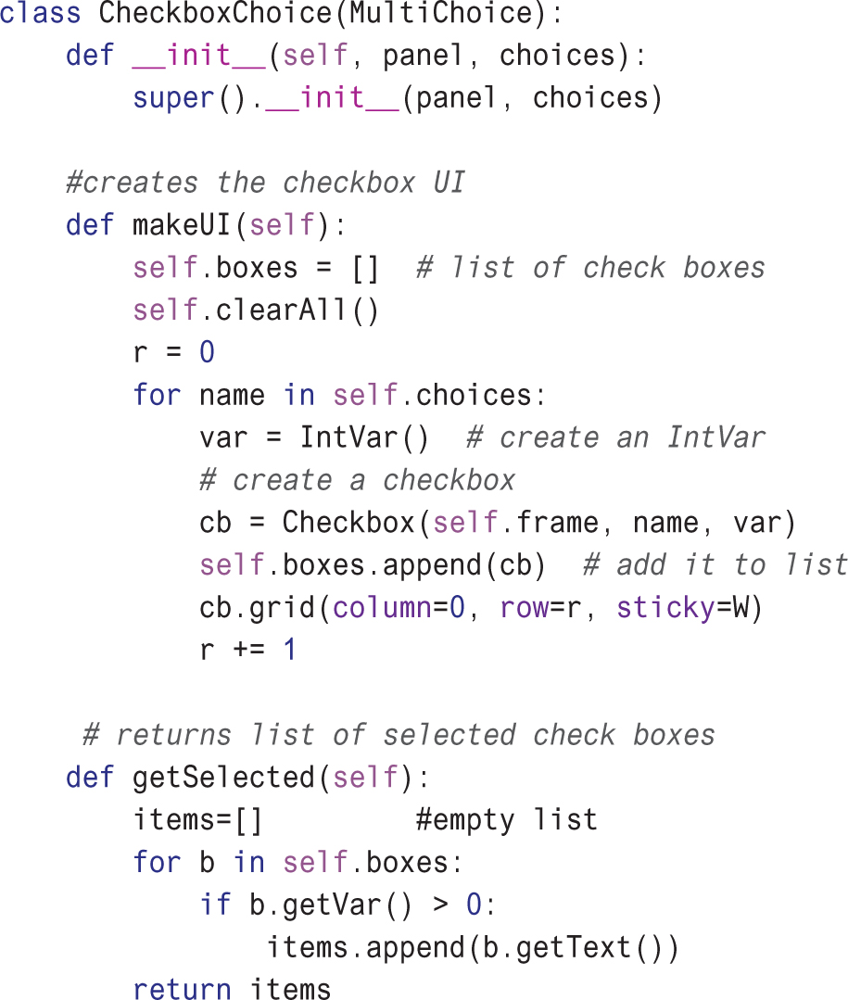 class CheckboxChoice(MultiChoice):
    def __init__(self, panel, choices):
        super().__init__(panel, choices)

    #creates the checkbox UI
    def makeUI(self):
        self.boxes = []  # list of check boxes
        self.clearAll()
        r = 0
        for name in self.choices:
            var = IntVar()  # create an IntVar
            # create a checkbox
            cb = Checkbox(self.frame, name, var)
            self.boxes.append(cb)  # add it to list
            cb.grid(column=0, row=r, sticky=W)
            r += 1

     # returns list of selected check boxes
    def getSelected(self):
        items=[]         #empty list
        for b in self.boxes:
            if b.getVar() > 0:
                items.append(b.getText())
        return items